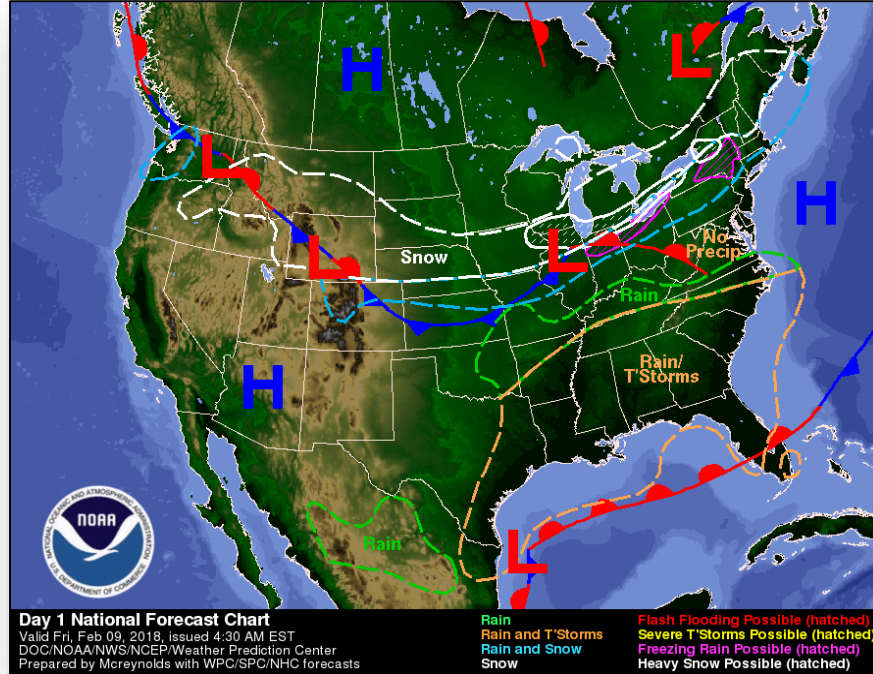 L
H
L
H
L
No
Precip
Snow
L
L
Rain
Rain/
T'Storms
H
L
Rain
NATIONAL OCEANIC AND ATMOSPHERIC ADMINISTRATION
NOAA
U.S. DEPARTMENT OF COMMERCE
Day 1 National Forecast Chart
Valid Fri, Feb 09, 2018, issued 4:30 AM EST
DOC/NOAA/NWS/NCEP/Weather Prediction Center
Prepared by Mcreynolds with WPC/SPC/NHC forecasts
Rain
Rain and T'Storms
Rain and Snow
Snow
Flash Flooding Possible (hatched)
Severe T'Storms Possible (hatched)
Freezing Rain Possible (hatched)
Heavy Snow Possible (hatched)